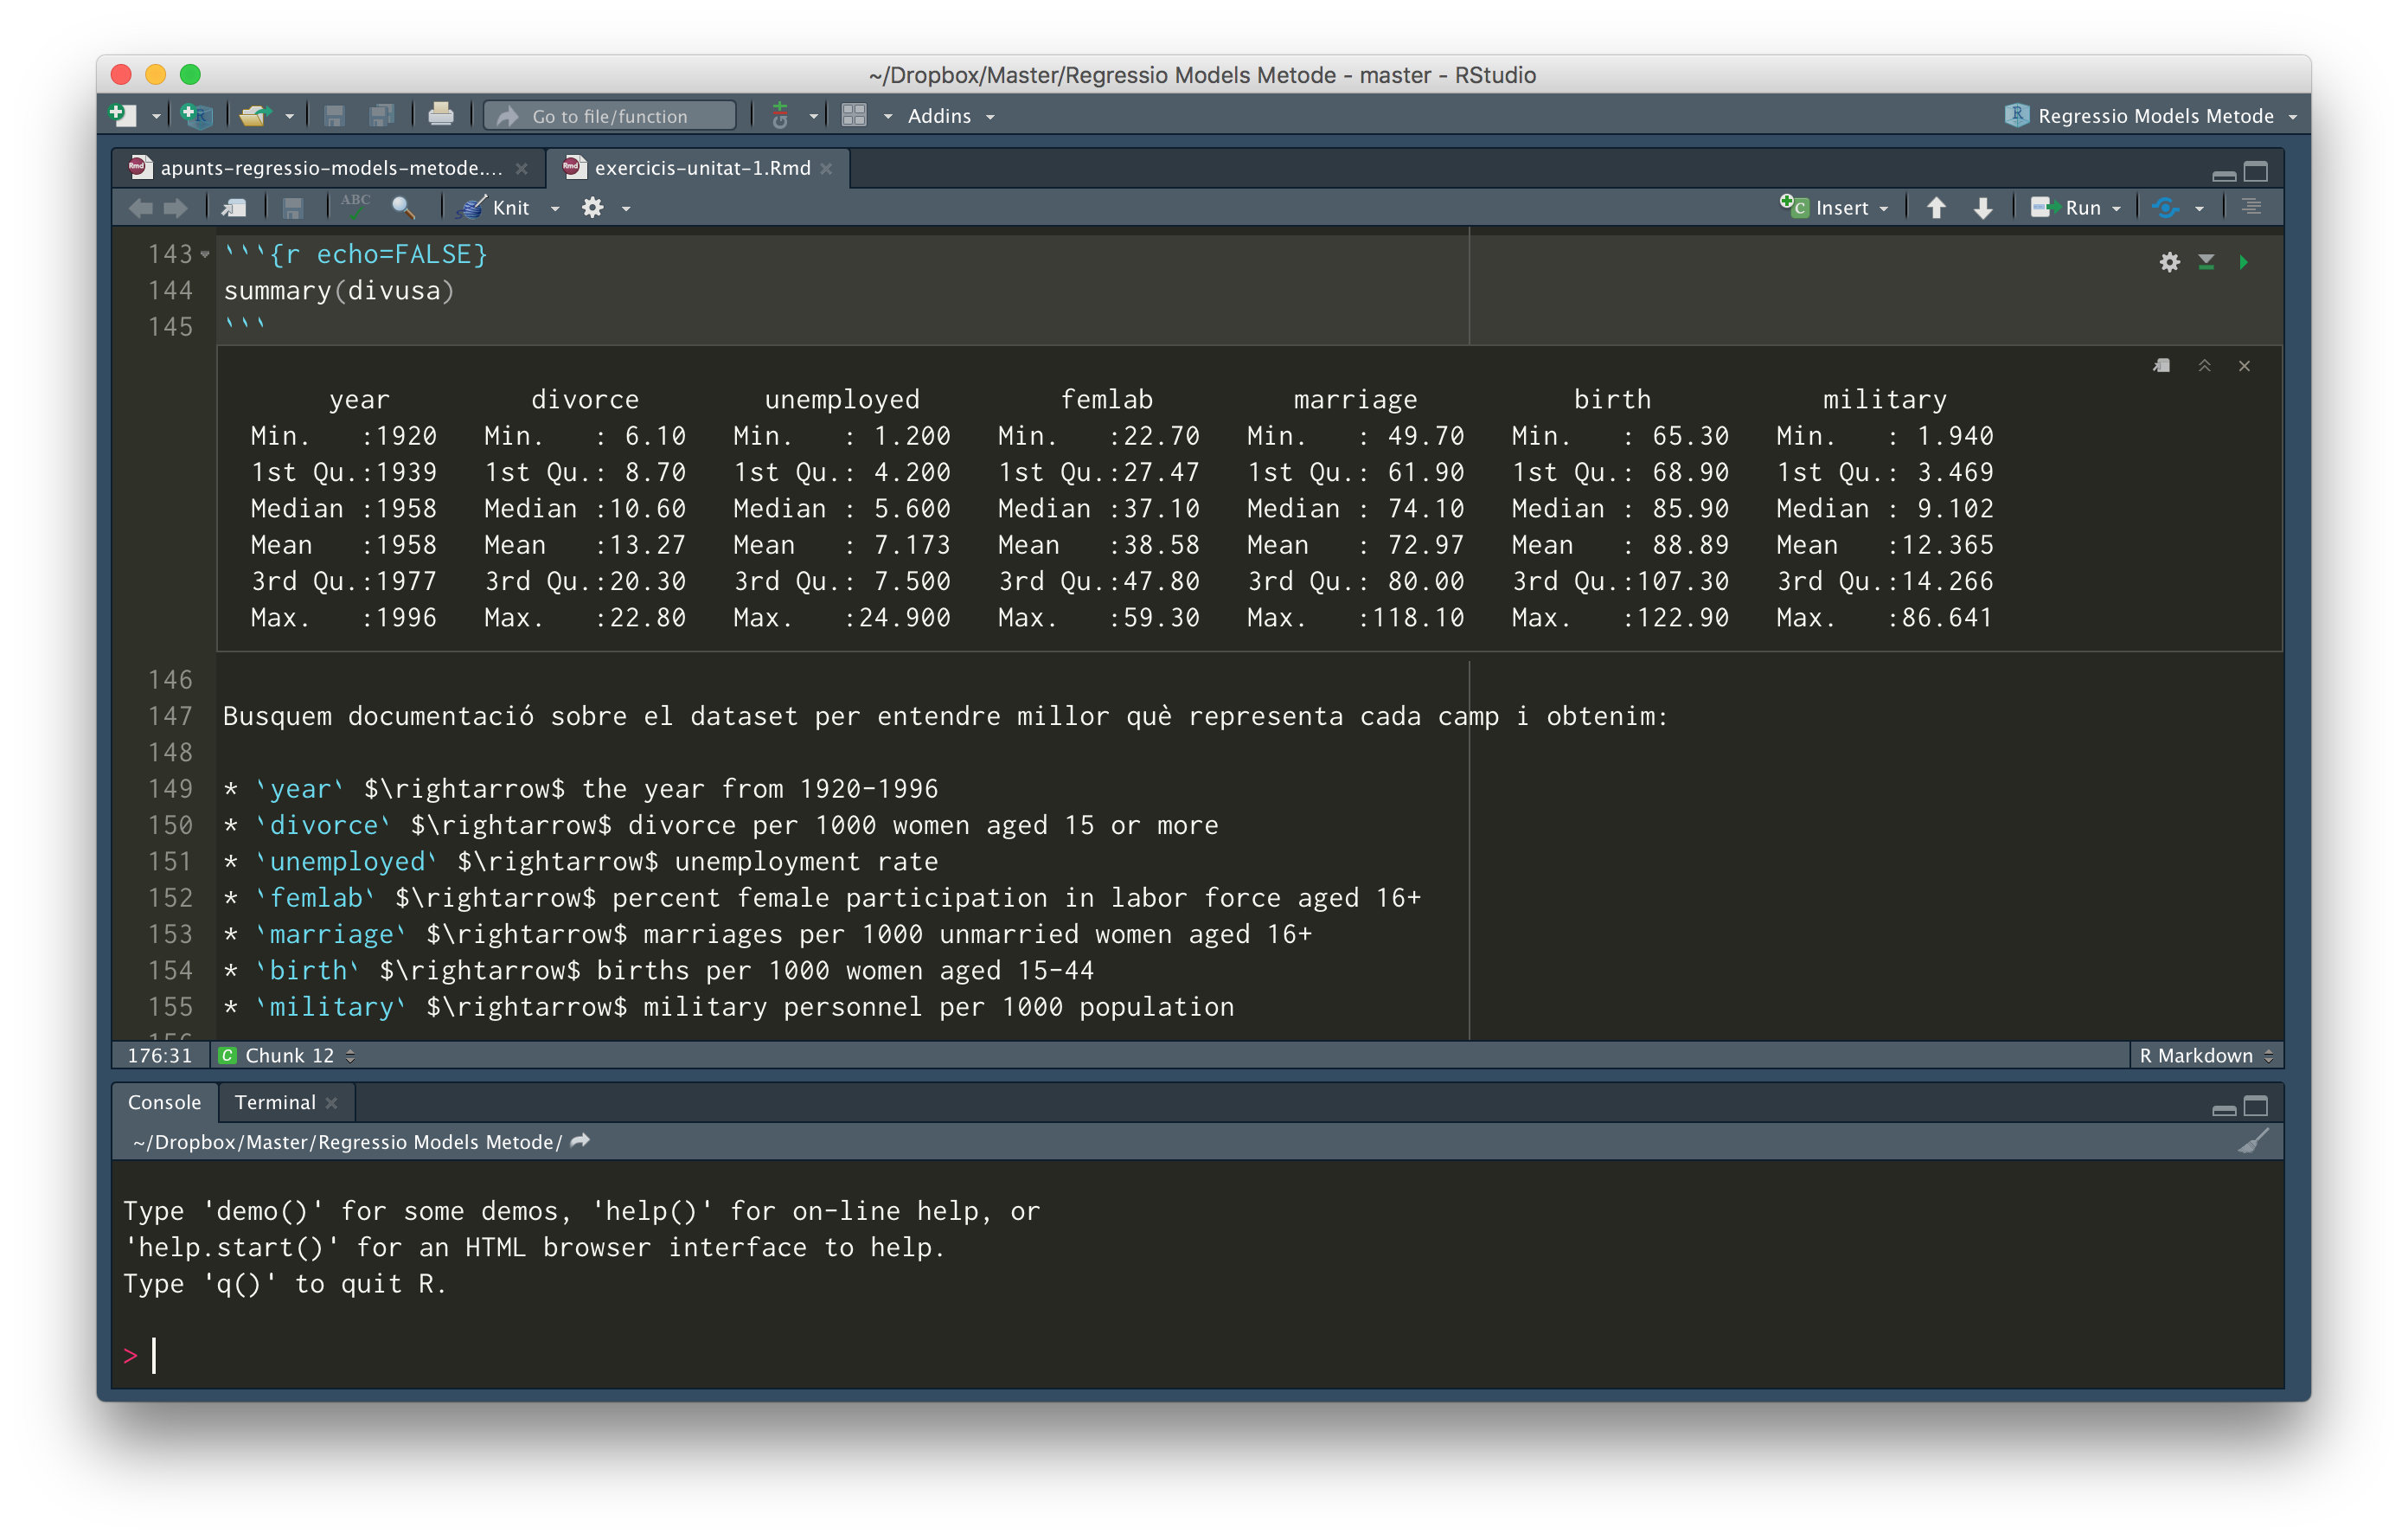 ~/Dropbox/Master/Regressio Models Metode - master - RStudio
Go to file/function
Git
Addins
Regressio Models Metode
apunts-regressio-models-metode....
exercicis-unitat-1.Rmd
ABC
Knit
Insert
Run
143 ```{r echo=FALSE}
144 summary(divusa)
145 ```
year divorce unemployed femlab marriage birth military
Min.   :1920   Min.   : 6.10   Min.   : 1.200   Min.   :22.70   Min.   : 49.70   Min.   : 65.30   Min.   : 1.940
1st Qu.:1939   1st Qu.: 8.70   1st Qu.: 4.200   1st Qu.:27.47   1st Qu.: 61.90   1st Qu.: 68.90   1st Qu.: 3.469
Median :1958   Median :10.60   Median : 5.600   Median :37.10   Median : 74.10   Median : 85.90   Median : 9.102
Mean   :1958   Mean   :13.27   Mean   : 7.173   Mean   :38.58   Mean   : 72.97   Mean   : 88.89   Mean   :12.365
3rd Qu.:1977   3rd Qu.:20.30   3rd Qu.: 7.500   3rd Qu.:47.80   3rd Qu.: 80.00   3rd Qu.:107.30   3rd Qu.:14.266
Max.   :1996   Max.   :22.80   Max.   :24.900   Max.   :59.30   Max.   :118.10   Max.   :122.90   Max.   :86.641
146
147 Busquem documentació sobre el dataset per entendre millor què representa cada camp i obtenim:
148
149 * `year` $\rightarrow$ the year from 1920-1996
150 * `divorce` $\rightarrow$ divorce per 1000 women aged 15 or more
151 * `unemployed` $\rightarrow$ unemployment rate
152 * `femlab` $\rightarrow$ percent female participation in labor force aged 16+
153 * `marriage` $\rightarrow$ marriages per 1000 unmarried women aged 16+
154 * `birth` $\rightarrow$ births per 1000 women aged 15-44
155 * `military` $\rightarrow$ military personnel per 1000 population
156
176:31
C Chunk 12
R Markdown
Console
Terminal
~/Dropbox/Master/Regressio Models Metode/
Type 'demo()' for some demos, 'help()' for on-line help, or
'help.start()' for an HTML browser interface to help.
Type 'q()' to quit R.
>